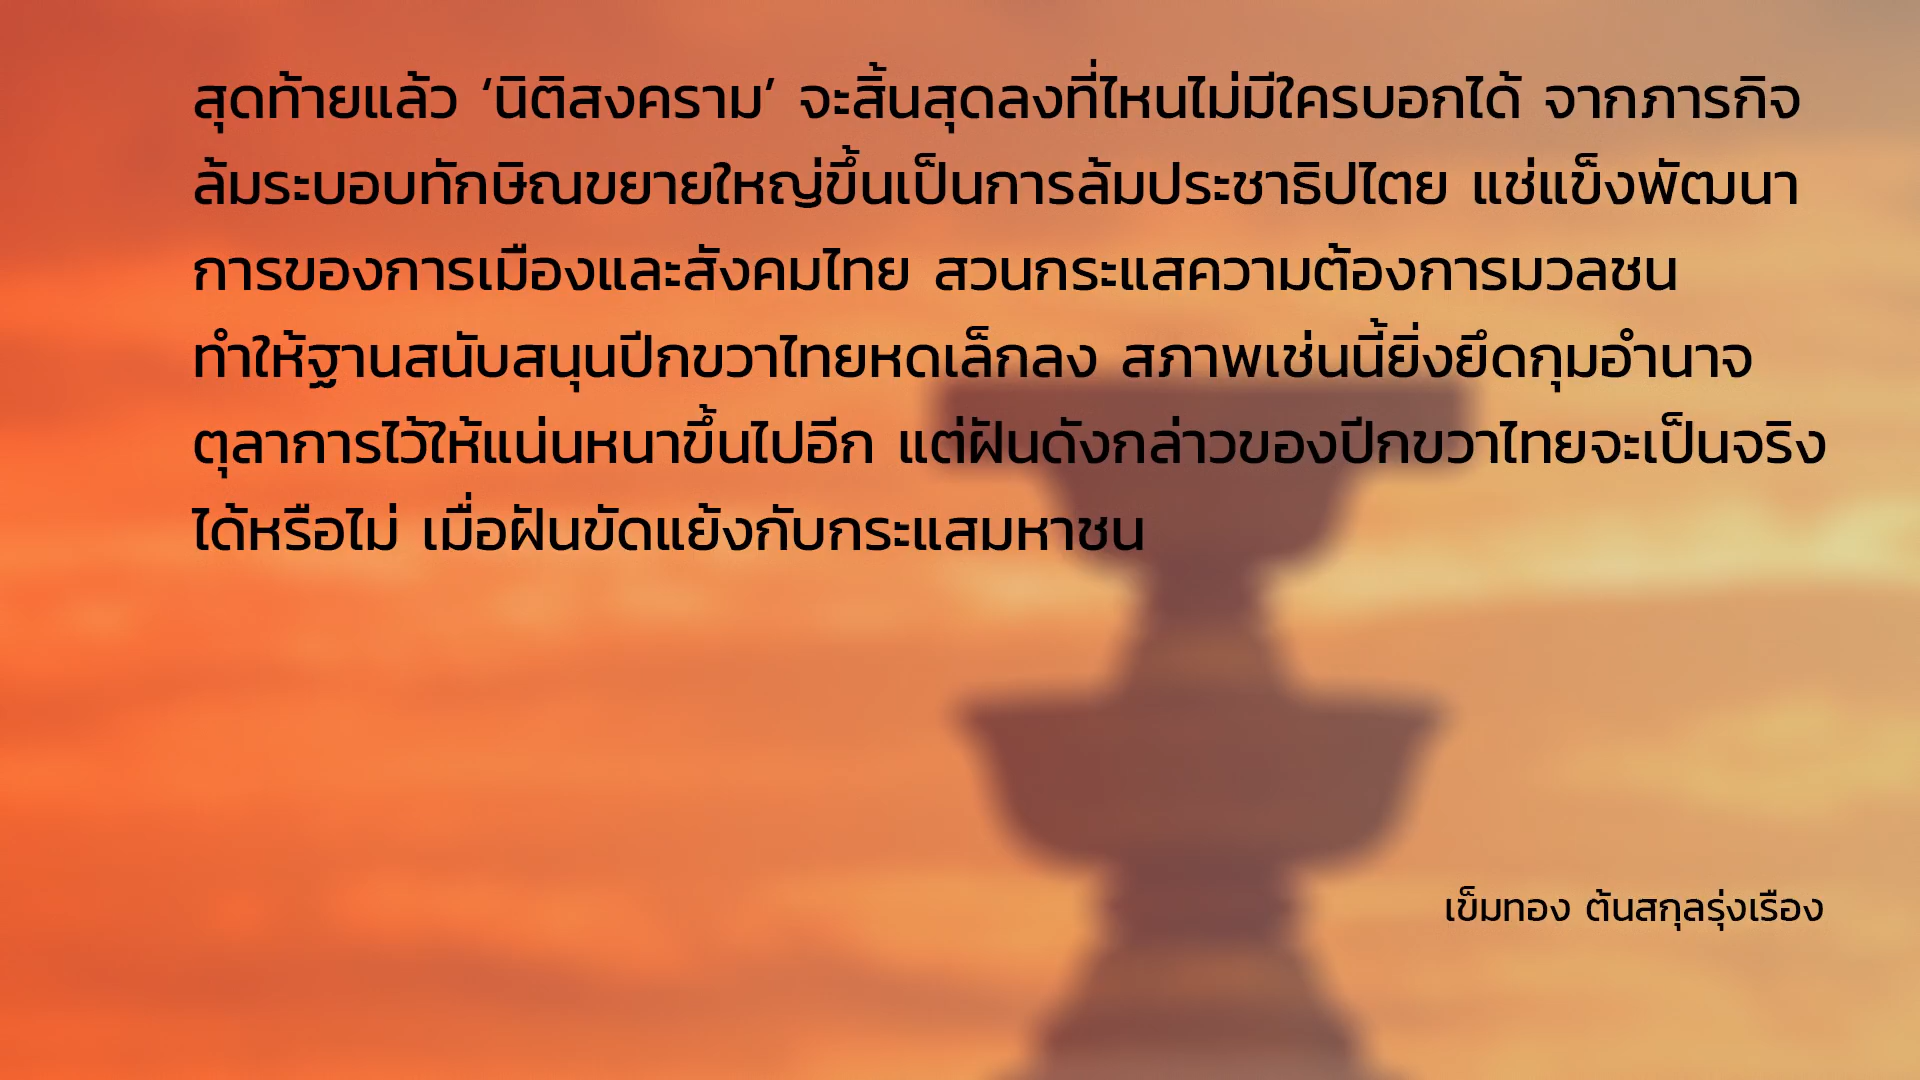 สุดท้ายแล้ว ‘นิติสงคราม’ จะสิ้นสุดลงที่ไหนไม่มีใครบอกได้ จากภารกิจ
ล้มระบอบทักษิณขยายใหญ่ขึ้นเป็นการล้มประชาธิปไตย แช่แข็งพัฒนา
การของการเมืองและสังคมไทย สวนกระแสความต้องการมวลชน
ทำให้ฐานสนับสนุนปีกขวาไทยหดเล็กลง สภาพเช่นนี้ยิ่งยึดกุมอำนาจ
ตุลาการไว้ให้แน่นหนาขึ้นไปอีก แต่ฝันดังกล่าวของปีกขวาไทยจะเป็นจริง
ได้หรือไม่ เมื่อฝันขัดแย้งกับกระแสมหาชน
เข็มทอง ต้นสกุลรุ่งเรือง